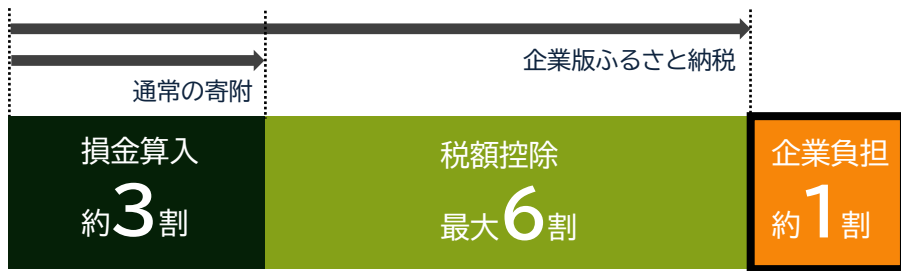 企業版ふるさと納税
通常の寄附
損金算入
約3割
税額控除
最大6割
企業負担
約1割